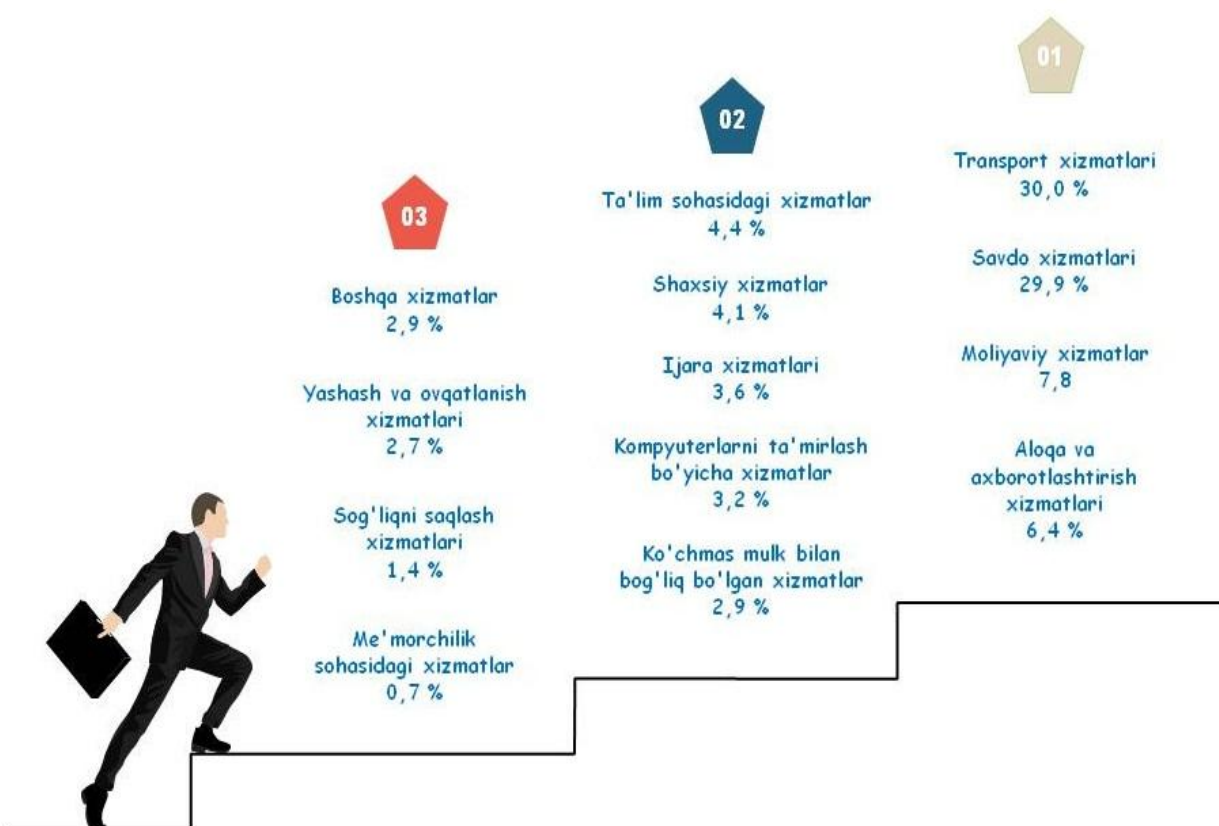 01
Transport xizmatlari
30,0 %
Savdo xizmatlari
29,9 %
Moliyaviy xizmatlar
7,8
Aloqa va
axborotlashtirish
xizmatlari
6,4 %
02
Ta'lim sohasidagi xizmatlar
4,4 %
Shaxsiy xizmatlar
4,1 %
Ijara xizmatlari
3,6 %
Kompyuterlarni ta'mirlash
bo'yicha xizmatlar
3,2 %
Ko'chmas mulk bilan
bog'liq bo'lgan xizmatlar
2,9 %
03
Boshqa xizmatlar
2,9 %
Yashash va ovqatlanish
xizmatlari
2,7 %
Sog'liqni saqlash
xizmatlari
1,4 %
Me'morchilik
sohasidagi xizmatlar
0,7 %